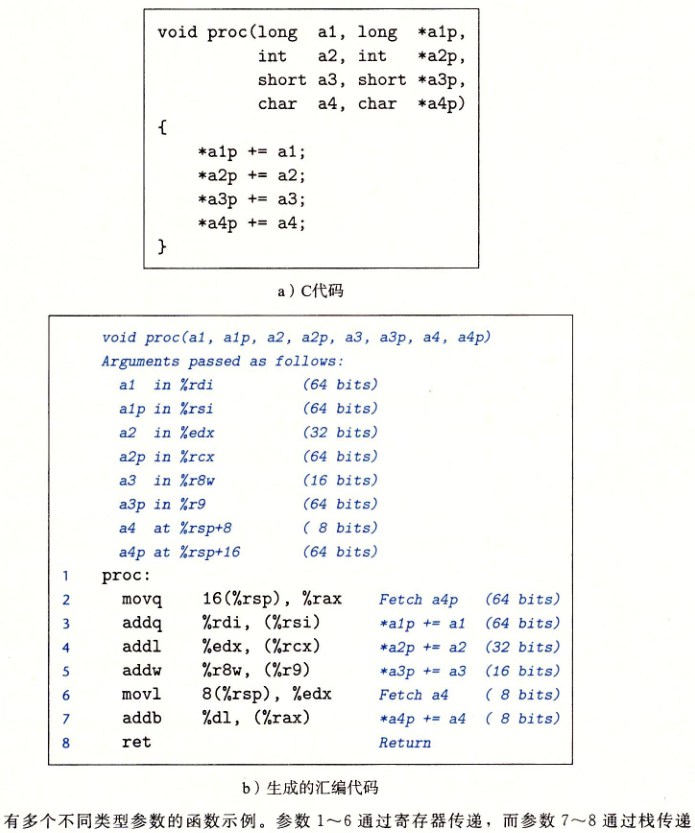 void proc(long  a1, long  *a1p,
          int   a2, int   *a2p,
          short a3, short *a3p,
          char  a4, char  *a4p)
{
    *a1p += a1;
    *a2p += a2;
    *a3p += a3;
    *a4p += a4;
}
a）C代码
void proc(a1, a1p, a2, a2p, a3, a3p, a4, a4p)
Arguments passed as follows:
a1  in %rdi (64 bits)
a1p in %rsi (64 bits)
a2  in %edx (32 bits)
a2p in %rcx (64 bits)
a3  in %r8w (16 bits)
a3p in %r9 (64 bits)
a4  at %rsp+8 ( 8 bits)
a4p at %rsp+16 (64 bits)
1 proc:
2 movq 16(%rsp), %rax Fetch a4p (64 bits)
3 addq %rdi, (%rsi) *a1p += a1 (64 bits)
4 addl %edx, (%rcx) *a2p += a2 (32 bits)
5 addw %r8w, (%r9) *a3p += a3 (16 bits)
6 movl 8(%rsp), %edx Fetch a4 ( 8 bits)
7 addb %dl, (%rax) *a4p += a4 ( 8 bits)
8 ret Return
b）生成的汇编代码
有多个不同类型参数的函数示例。参数 1～6 通过寄存器传递，而参数 7～8 通过栈传递